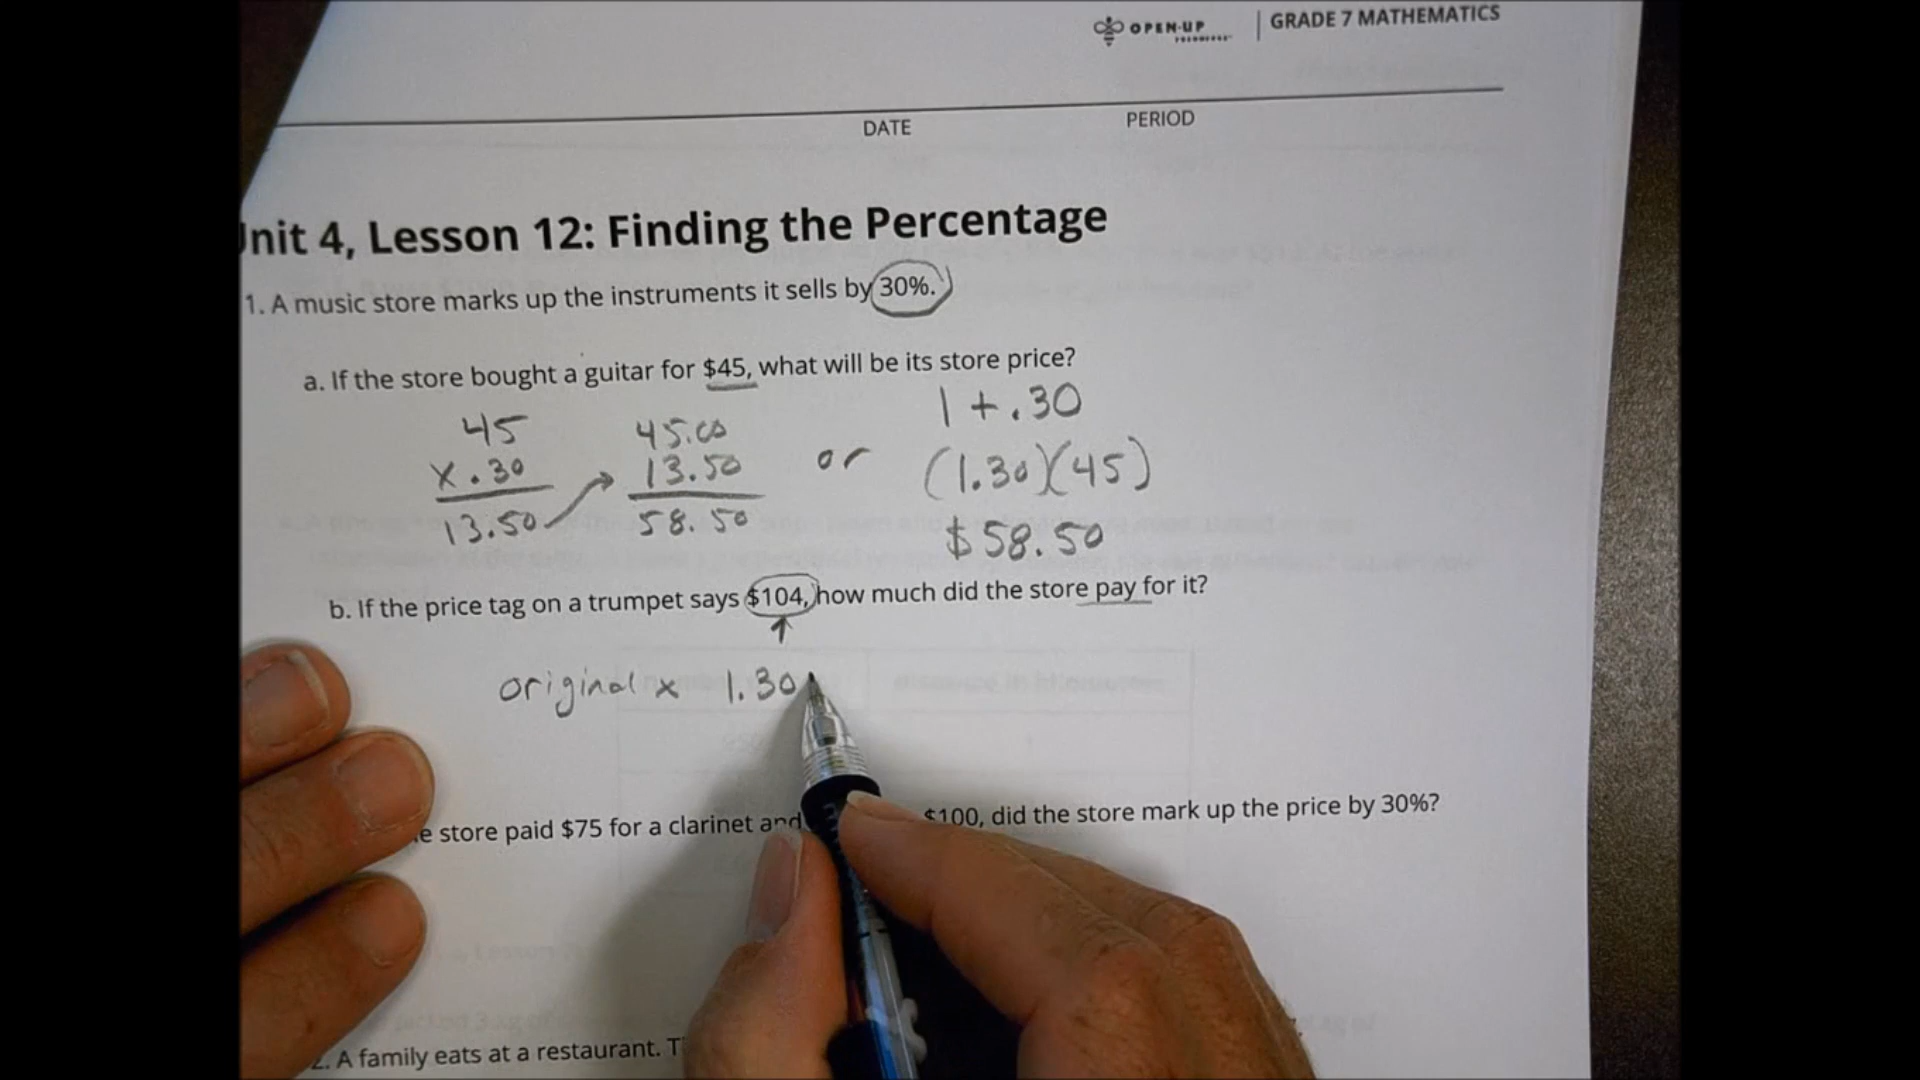 OPEN-UP
RESOURCES
GRADE 7 MATHEMATICS
DATE PERIOD
Unit 4, Lesson 12: Finding the Percentage
1. A music store marks up the instruments it sells by 30%.
a. If the store bought a guitar for $45, what will be its store price?
1 + .30
45 45.00
x .30 13.50 or (1.30)(45)
13.50 58.50 $58.50
b. If the price tag on a trumpet says $104, how much did the store pay for it?
original x 1.30
store paid $75 for a clarinet and $100, did the store mark up the price by 30%?
2. A family eats at a restaurant.